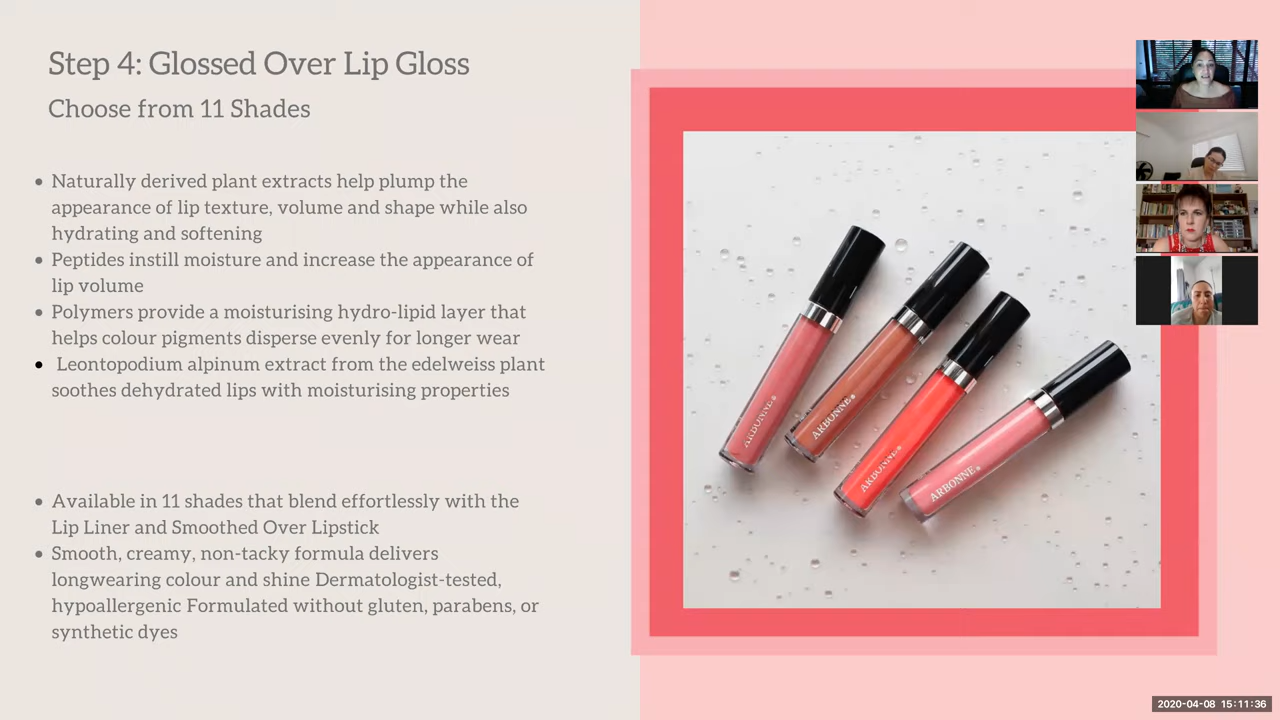 Step 4: Glossed Over Lip Gloss
Choose from 11 Shades
• Naturally derived plant extracts help plump the
appearance of lip texture, volume and shape while also
hydrating and softening
• Peptides instill moisture and increase the appearance of
lip volume
• Polymers provide a moisturising hydro-lipid layer that
helps colour pigments disperse evenly for longer wear
• Leontopodium alpinum extract from the edelweiss plant
soothes dehydrated lips with moisturising properties
• Available in 11 shades that blend effortlessly with the
Lip Liner and Smoothed Over Lipstick
• Smooth, creamy, non-tacky formula delivers
longwearing colour and shine Dermatologist-tested,
hypoallergenic Formulated without gluten, parabens, or
synthetic dyes
ARBONNE®
ARBONNE®
ARBONNE®
ARBONNE®
2020-04-08 15:11:36